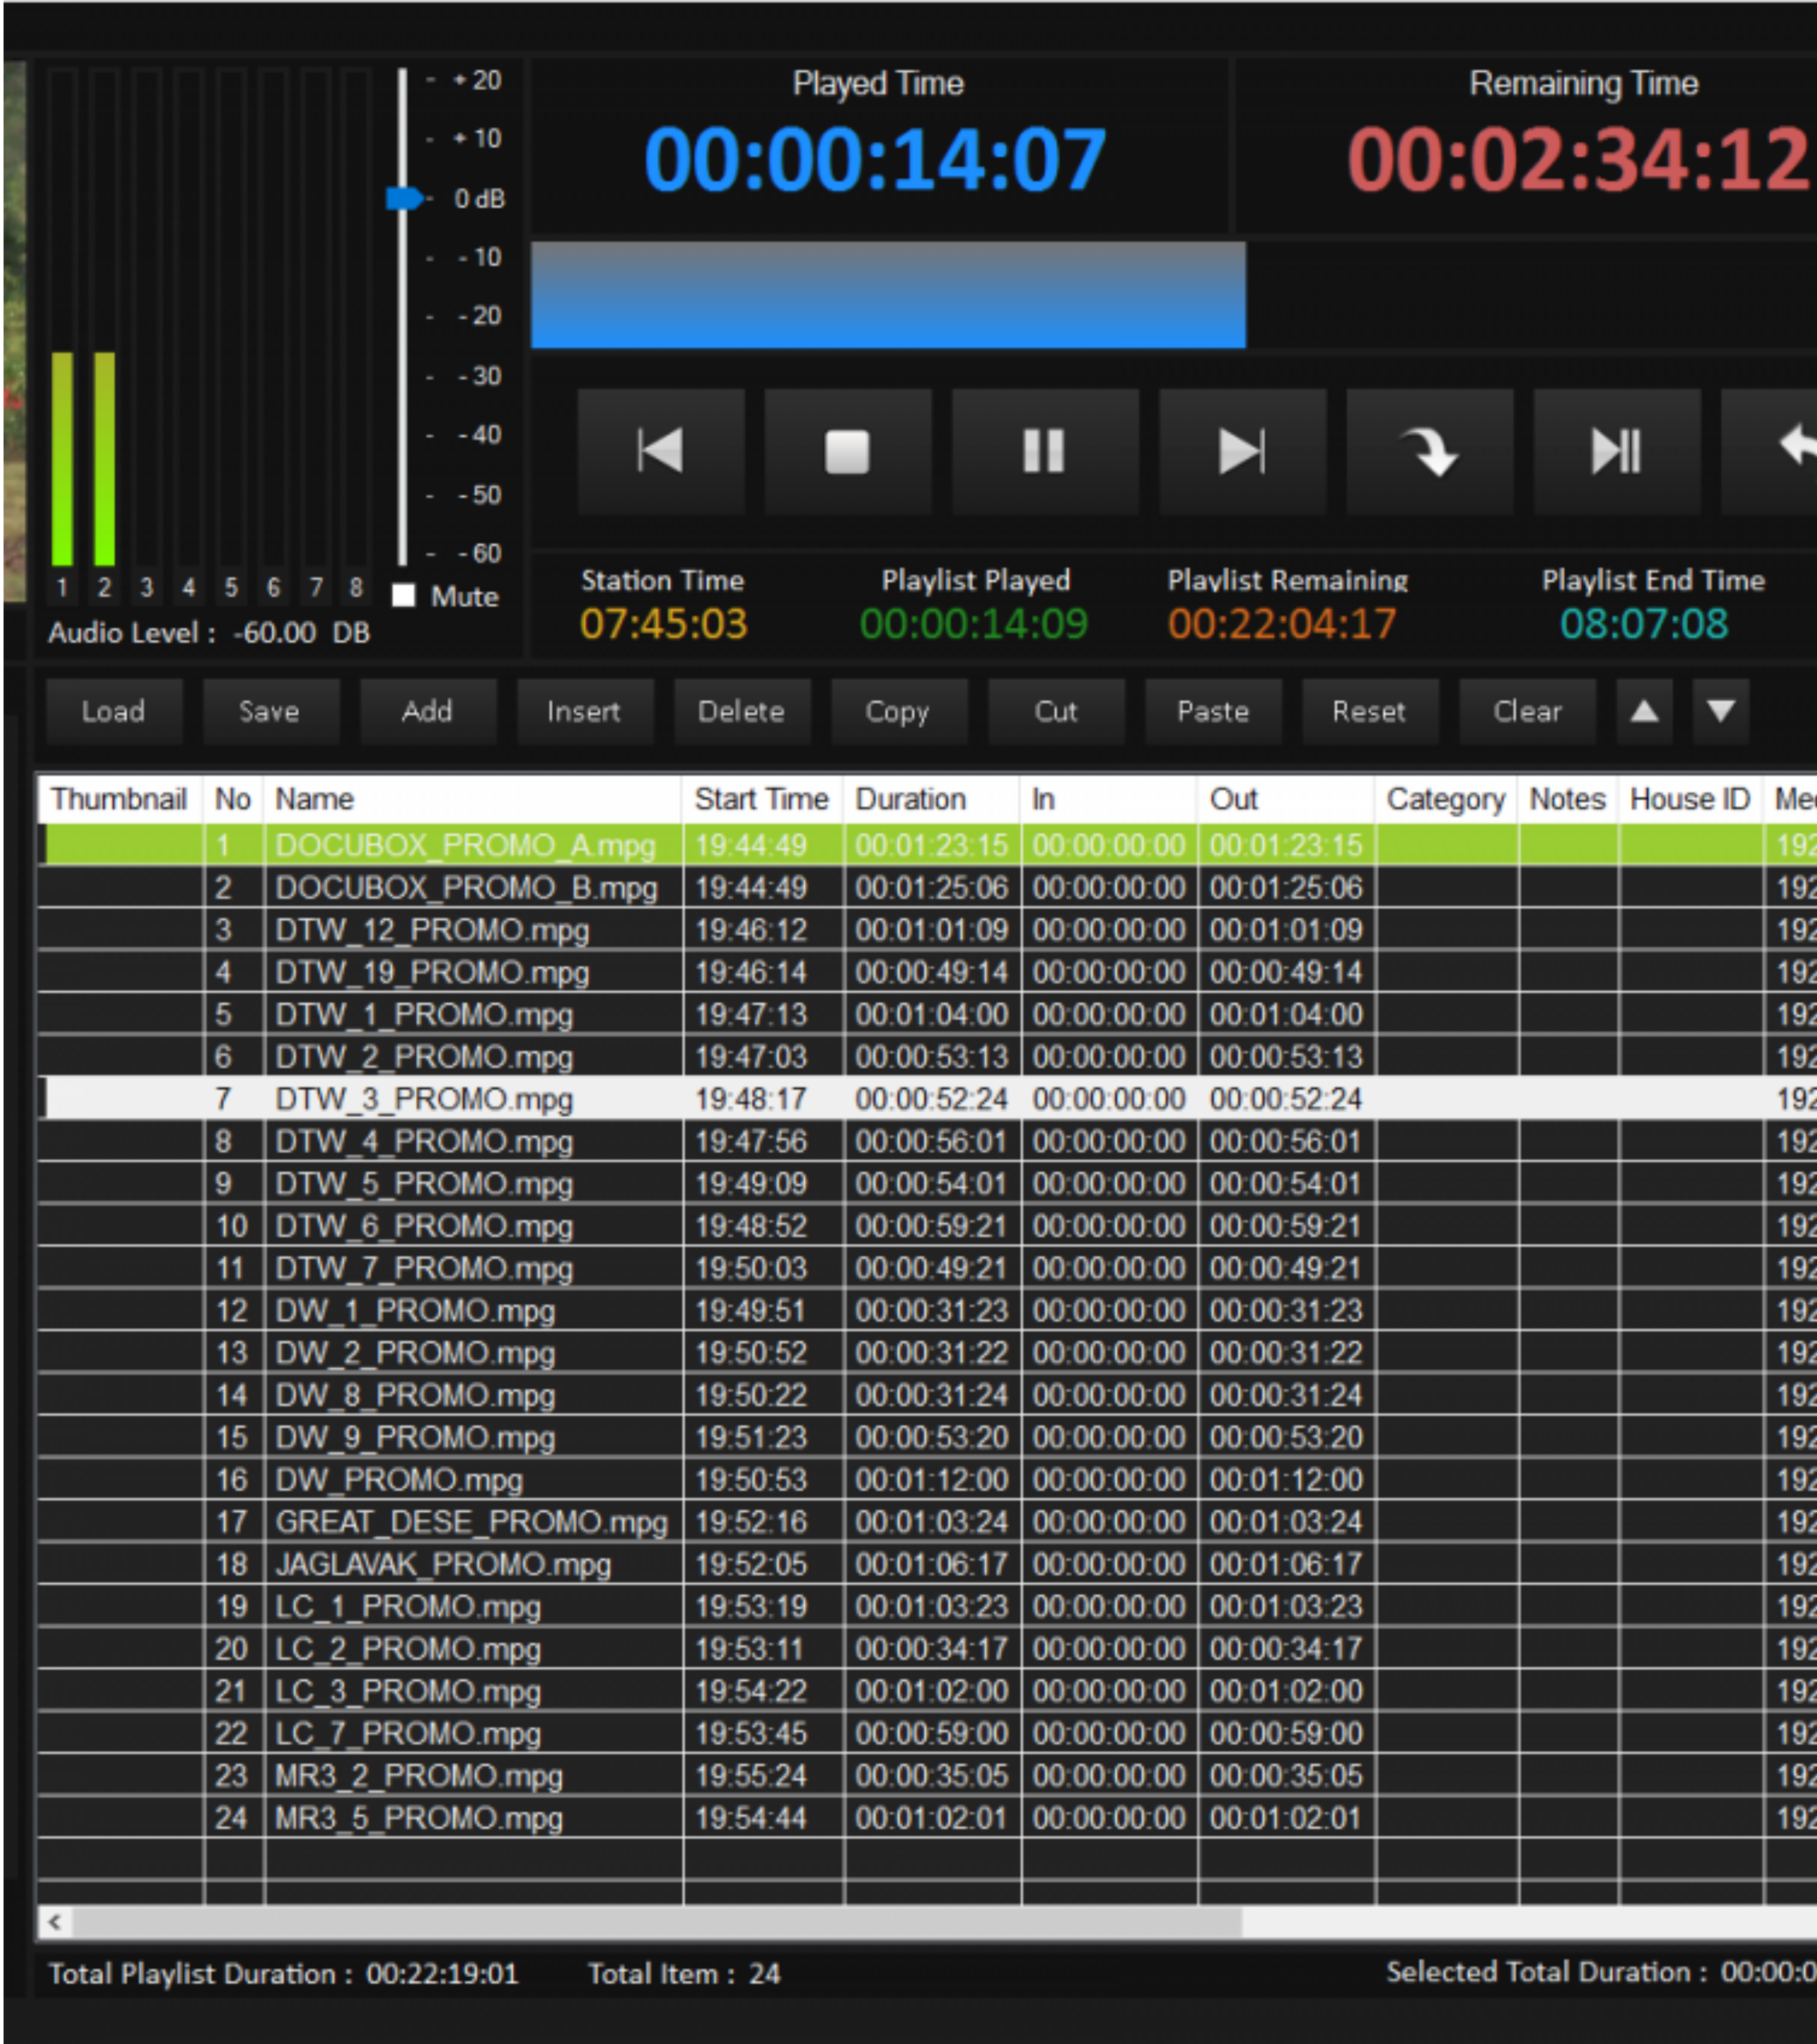 Played Time
Remaining Time
00:00:14:07
00:02:34:12
+20
+10
0 dB
-10
-20
-30
-40
-50
-60
1 2 3 4 5 6 7 8
Mute
Audio Level : -60.00 DB
Station Time
07:45:03
Playlist Played
00:00:14:09
Playlist Remaining
00:22:04:17
Playlist End Time
08:07:08
Load Save Add Insert Delete Copy Cut Paste Reset Clear
Thumbnail No Name Start Time Duration In Out Category Notes House ID
1 DOCUBOX_PROMO_A.mpg 19:44:49 00:01:23:15 00:00:00:00 00:01:23:15
2 DOCUBOX_PROMO_B.mpg 19:44:49 00:01:25:06 00:00:00:00 00:01:25:06
3 DTW_12_PROMO.mpg 19:46:12 00:01:01:09 00:00:00:00 00:01:01:09
4 DTW_19_PROMO.mpg 19:46:14 00:00:49:14 00:00:00:00 00:00:49:14
5 DTW_1_PROMO.mpg 19:47:13 00:01:04:00 00:00:00:00 00:01:04:00
6 DTW_2_PROMO.mpg 19:47:03 00:00:53:13 00:00:00:00 00:00:53:13
7 DTW_3_PROMO.mpg 19:48:17 00:00:52:24 00:00:00:00 00:00:52:24
8 DTW_4_PROMO.mpg 19:47:56 00:00:56:01 00:00:00:00 00:00:56:01
9 DTW_5_PROMO.mpg 19:49:09 00:00:54:01 00:00:00:00 00:00:54:01
10 DTW_6_PROMO.mpg 19:48:52 00:00:59:21 00:00:00:00 00:00:59:21
11 DTW_7_PROMO.mpg 19:50:03 00:00:49:21 00:00:00:00 00:00:49:21
12 DW_1_PROMO.mpg 19:49:51 00:00:31:23 00:00:00:00 00:00:31:23
13 DW_2_PROMO.mpg 19:50:52 00:00:31:22 00:00:00:00 00:00:31:22
14 DW_8_PROMO.mpg 19:50:22 00:00:31:24 00:00:00:00 00:00:31:24
15 DW_9_PROMO.mpg 19:51:23 00:00:53:20 00:00:00:00 00:00:53:20
16 DW_PROMO.mpg 19:50:53 00:01:12:00 00:00:00:00 00:01:12:00
17 GREAT_DESE_PROMO.mpg 19:52:16 00:01:03:24 00:00:00:00 00:01:03:24
18 JAGLAVAK_PROMO.mpg 19:52:05 00:01:06:17 00:00:00:00 00:01:06:17
19 LC_1_PROMO.mpg 19:53:19 00:01:03:23 00:00:00:00 00:01:03:23
20 LC_2_PROMO.mpg 19:53:11 00:00:34:17 00:00:00:00 00:00:34:17
21 LC_3_PROMO.mpg 19:54:22 00:01:02:00 00:00:00:00 00:01:02:00
22 LC_7_PROMO.mpg 19:53:45 00:00:59:00 00:00:00:00 00:00:59:00
23 MR3_2_PROMO.mpg 19:55:24 00:00:35:05 00:00:00:00 00:00:35:05
24 MR3_5_PROMO.mpg 19:54:44 00:01:02:01 00:00:00:00 00:01:02:01
Total Playlist Duration : 00:22:19:01 Total Item : 24 Selected Total Duration :